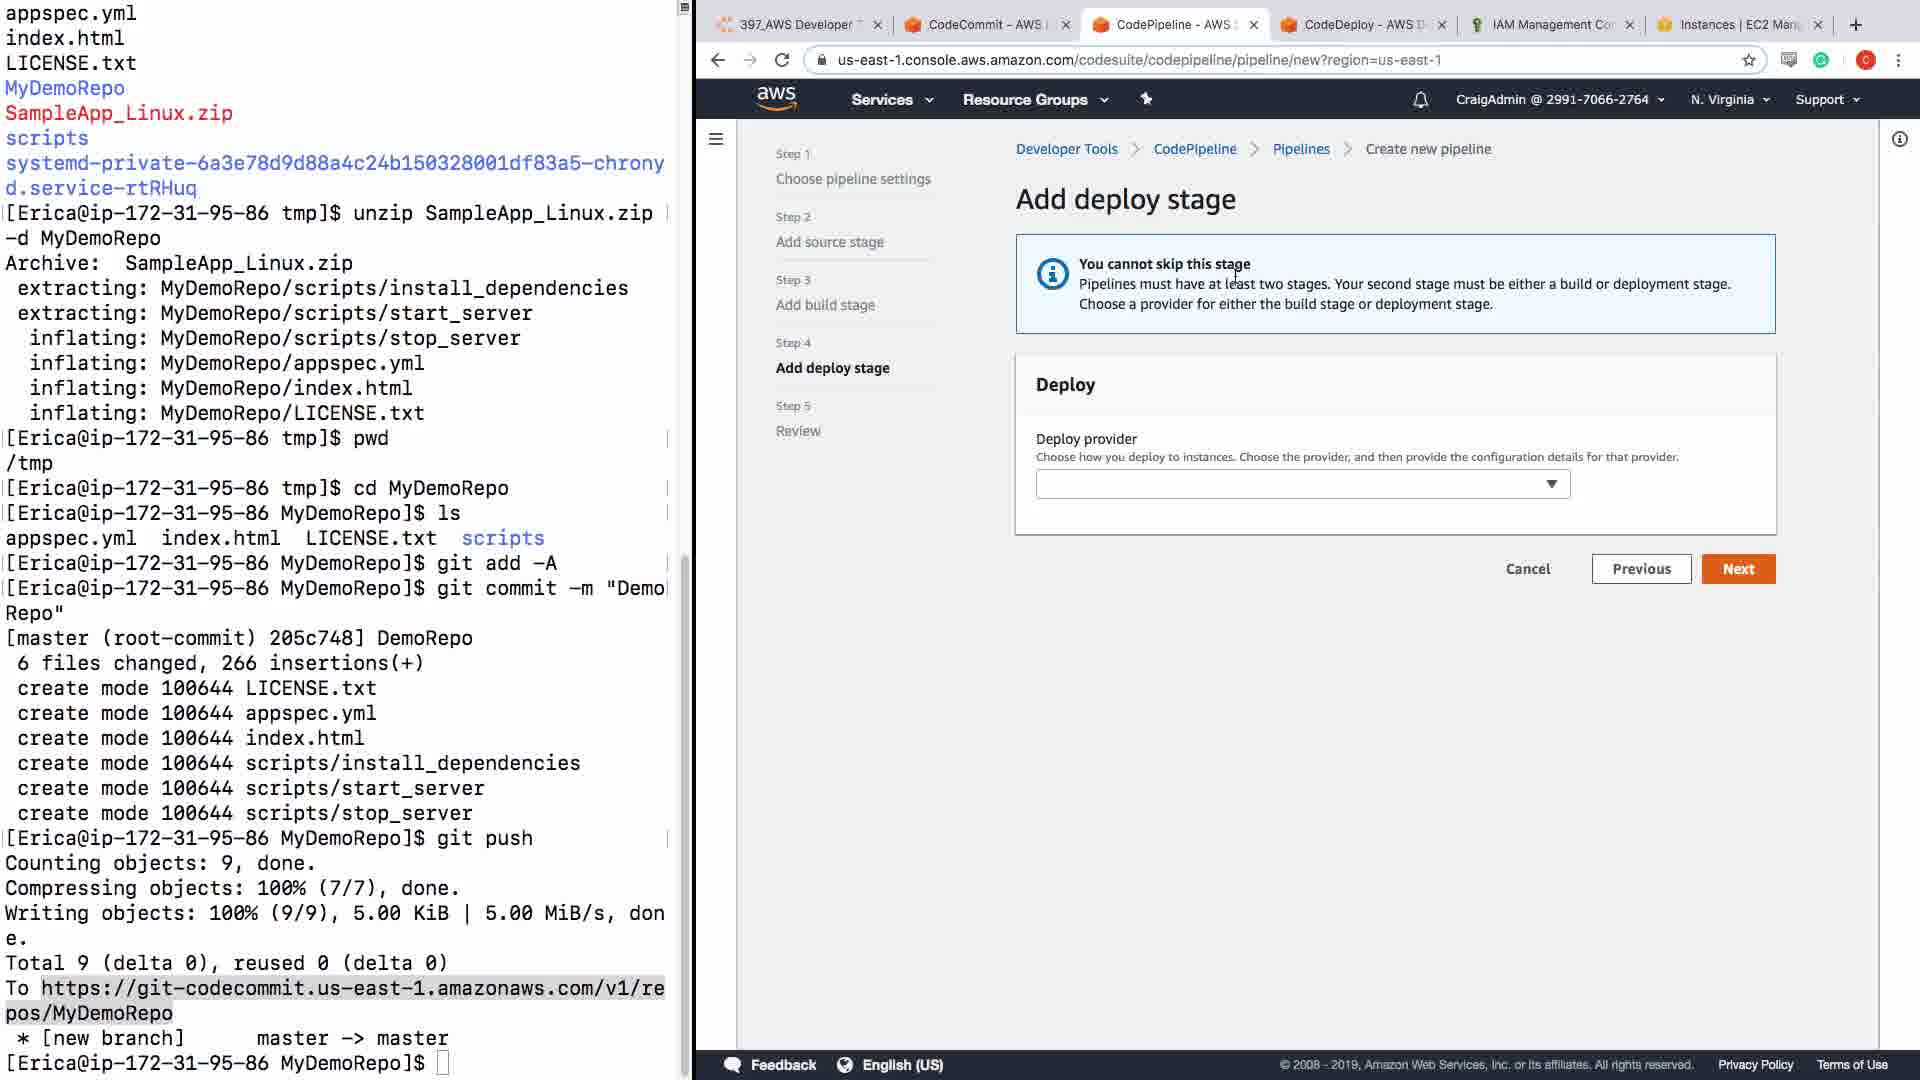 appspec.yml
index.html
LICENSE.txt
MyDemoRepo
SampleApp_Linux.zip
scripts
systemd-private-6a3e78d9d88a4c24b150328001df83a5-chrony
d.service-rtRHuq
[Erica@ip-172-31-95-86 tmp]$ unzip SampleApp_Linux.zip
-d MyDemoRepo
Archive:  SampleApp_Linux.zip
 extracting: MyDemoRepo/scripts/install_dependencies
 extracting: MyDemoRepo/scripts/start_server
  inflating: MyDemoRepo/scripts/stop_server
  inflating: MyDemoRepo/appspec.yml
  inflating: MyDemoRepo/index.html
  inflating: MyDemoRepo/LICENSE.txt
[Erica@ip-172-31-95-86 tmp]$ pwd
/tmp
[Erica@ip-172-31-95-86 tmp]$ cd MyDemoRepo
[Erica@ip-172-31-95-86 MyDemoRepo]$ ls
appspec.yml  index.html  LICENSE.txt  scripts
[Erica@ip-172-31-95-86 MyDemoRepo]$ git add -A
[Erica@ip-172-31-95-86 MyDemoRepo]$ git commit -m "Demo
Repo"
[master (root-commit) 205c748] DemoRepo
 6 files changed, 266 insertions(+)
 create mode 100644 LICENSE.txt
 create mode 100644 appspec.yml
 create mode 100644 index.html
 create mode 100644 scripts/install_dependencies
 create mode 100644 scripts/start_server
 create mode 100644 scripts/stop_server
[Erica@ip-172-31-95-86 MyDemoRepo]$ git push
Counting objects: 9, done.
Compressing objects: 100% (7/7), done.
Writing objects: 100% (9/9), 5.00 KiB | 5.00 MiB/s, don
e.
Total 9 (delta 0), reused 0 (delta 0)
To https://git-codecommit.us-east-1.amazonaws.com/v1/re
pos/MyDemoRepo
 * [new branch]      master -> master
[Erica@ip-172-31-95-86 MyDemoRepo]$
397_AWS Developer T
CodeCommit - AWS
CodePipeline - AWS
CodeDeploy - AWS D
IAM Management Con
Instances | EC2 Man
us-east-1.console.aws.amazon.com/codesuite/codepipeline/pipeline/new?region=us-east-1
C
aws
Services
Resource Groups
CraigAdmin @ 2991-7066-2764
N. Virginia
Support
Step 1
Choose pipeline settings
Step 2
Add source stage
Step 3
Add build stage
Step 4
Add deploy stage
Step 5
Review
Developer Tools > CodePipeline > Pipelines > Create new pipeline
Add deploy stage
You cannot skip this stage
Pipelines must have at least two stages. Your second stage must be either a build or deployment stage.
Choose a provider for either the build stage or deployment stage.
Deploy
Deploy provider
Choose how you deploy to instances. Choose the provider, and then provide the configuration details for that provider.
Cancel
Previous
Next
Feedback
English (US)
© 2008 - 2019, Amazon Web Services, Inc. or its affiliates. All rights reserved.
Privacy Policy
Terms of Use